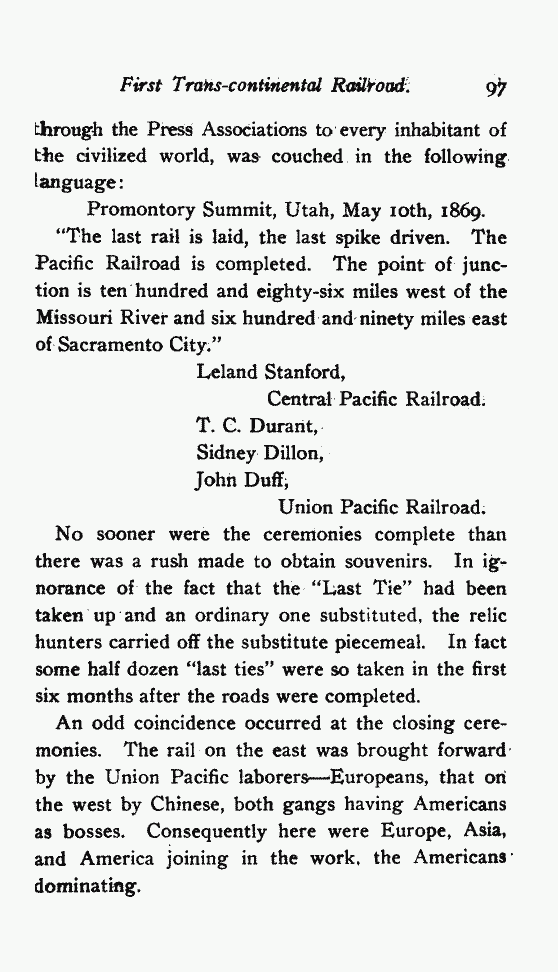 First Trans-continental Railroad. 97
through the Press Associations to every inhabitant of
the civilized world, was couched in the following
language:
Promontory Summit, Utah, May 10th, 1869.
"The last rail is laid, the last spike driven. The
Pacific Railroad is completed. The point of junc-
tion is ten hundred and eighty-six miles west of the
Missouri River and six hundred and ninety miles east
of Sacramento City."
Leland Stanford,
Central Pacific Railroad.
T. C. Durant,
Sidney Dillon,
John Duff,
Union Pacific Railroad.
No sooner were the ceremonies complete than
there was a rush made to obtain souvenirs. In ig-
norance of the fact that the "Last Tie" had been
taken up and an ordinary one substituted, the relic
hunters carried off the substitute piecemeal. In fact
some half dozen "last ties" were so taken in the first
six months after the roads were completed.
An odd coincidence occurred at the closing cere-
monies. The rail on the east was brought forward
by the Union Pacific laborers—Europeans, that on
the west by Chinese, both gangs having Americans
as bosses. Consequently here were Europe, Asia,
and America joining in the work, the Americans
dominating.